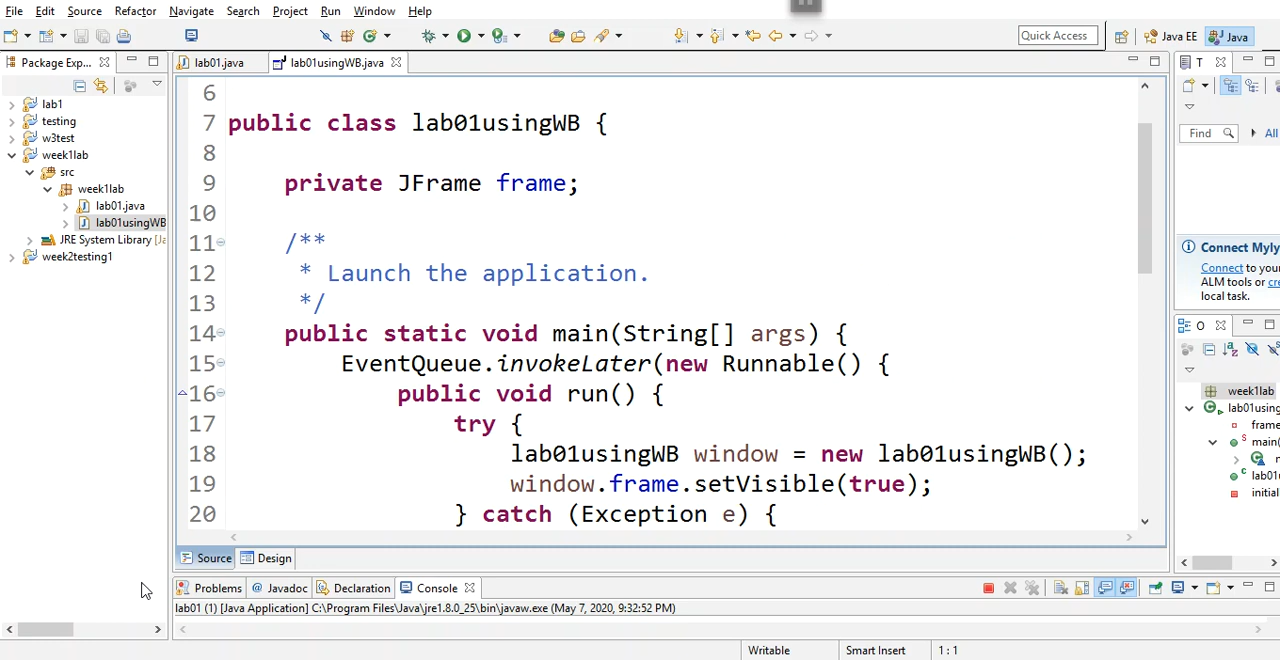 File Edit Source Refactor Navigate Search Project Run Window Help
Quick Access Java EE Java
Package Exp... lab01.java lab01usingWB.java T
lab1
testing
w3test
week1lab
src
week1lab
lab01.java
lab01usingWB
JRE System Library [Ja
week2testing1
6
7 public class lab01usingWB {
8
9 private JFrame frame;
10
11 /**
12 * Launch the application.
13 */
14 public static void main(String[] args) {
15 EventQueue.invokeLater(new Runnable() {
16 public void run() {
17 try {
18 lab01usingWB window = new lab01usingWB();
19 window.frame.setVisible(true);
20 } catch (Exception e) {
Source Design
Find All
Connect Myly
Connect to your
ALM tools or cre
local task.
O
week1lab
lab01using
frame
main(
lab01u
initial
Problems @ Javadoc Declaration Console
lab01 (1) [Java Application] C:\Program Files\Java\jre1.8.0_25\bin\javaw.exe (May 7, 2020, 9:32:52 PM)
Writable Smart Insert 1 : 1